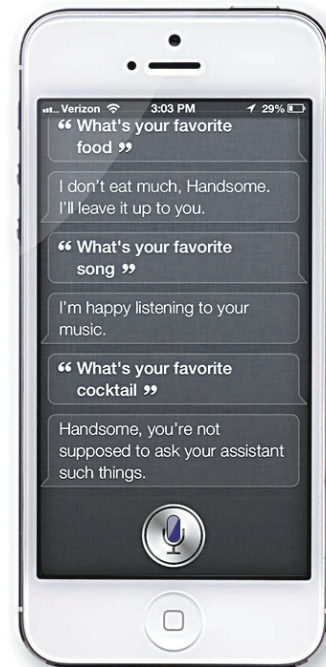 Verizon 3:03 PM 29%
“ What's your favorite
food ”
I don't eat much, Handsome.
I'll leave it up to you.
“ What's your favorite
song ”
I'm happy listening to your
music.
“ What's your favorite
cocktail ”
Handsome, you're not
supposed to ask your assistant
such things.